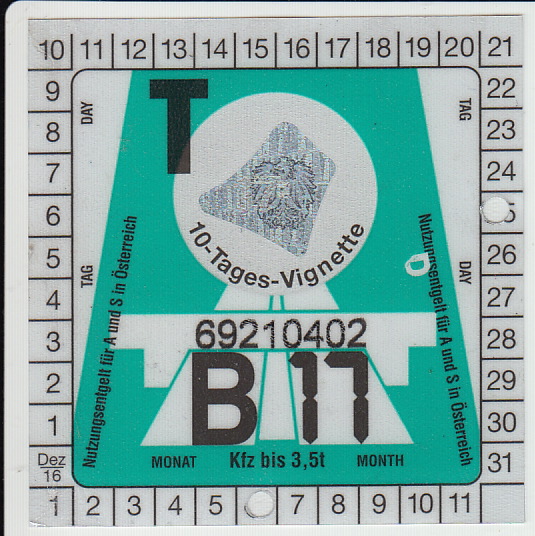 10 11 12 13 14 15 16 17 18 19 20 21
9 DAY T TAG 22
8 23
7 24
6
5 TAG DAY 26
4 27
10-Tages-Vignette
Nutzungsentgelt für A und S in Österreich
Nutzungsentgelt für A und S in Österreich
3 69210402 28
2 B 17 29
1 30
Dez 16 MONAT Kfz bis 3,5t MONTH 31
1 2 3 4 5 7 8 9 10 11